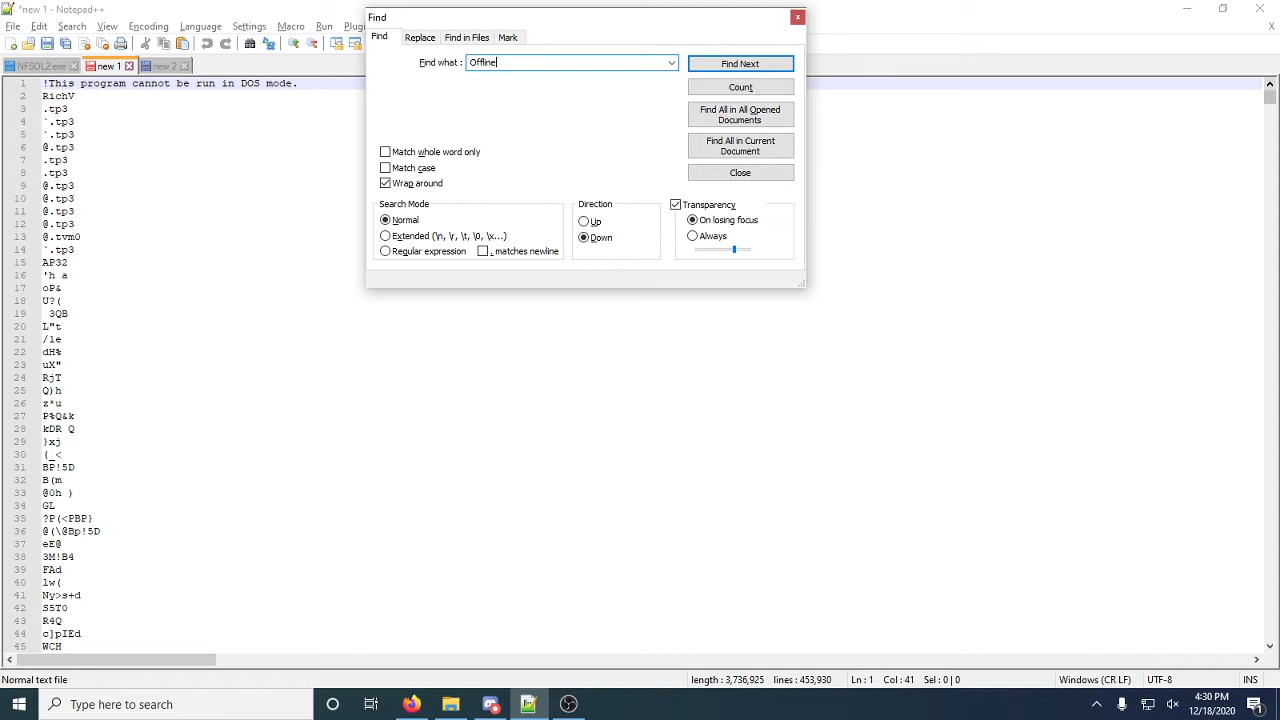 *new 1 - Notepad++
File Edit Search View Encoding Language Settings Macro Run Plugi
X
NFSOL2.exe new 1 new 2
Find
Find Replace Find in Files Mark
Find what : Offline
Find Next
Count
Find All in All Opened
Documents
Find All in Current
Document
Close
Match whole word only
Match case
Wrap around
Search Mode
Normal
Extended (\n, \r, \t, \0, \x...)
Regular expression . matches newline
Direction
Up
Down
Transparency
On losing focus
Always
1 !This program cannot be run in DOS mode.
2 RichV
3 .tp3
4 `.tp3
5 `.tp3
6 @.tp3
7 .tp3
8 .tp3
9 @.tp3
10 @.tp3
11 @.tp3
12 @.tp3
13 @.tvm0
14 `.tp3
15 AP32
16 'h a
17 oP&
18 U?(
19 3QB
20 L"t
21 /le
22 dH%
23 uX"
24 RjT
25 Q)h
26 z*u
27 P%Q&k
28 kDR Q
29 }xj
30 (_<
31 BP!5D
32 B(m
33 @0h )
34 GL
35 ?P(<PBP}
36 @(\@Bp!5D
37 eE@
38 3M!B4
39 FAd
40 lw(
41 Ny>s+d
42 S5T0
43 R4Q
44 c]pIEd
45 WCH
Normal text file length : 3,736,925 lines : 453,930 Ln : 1 Col : 41 Sel : 0 | 0 Windows (CR LF) UTF-8 INS
Type here to search
4:30 PM
12/18/2020